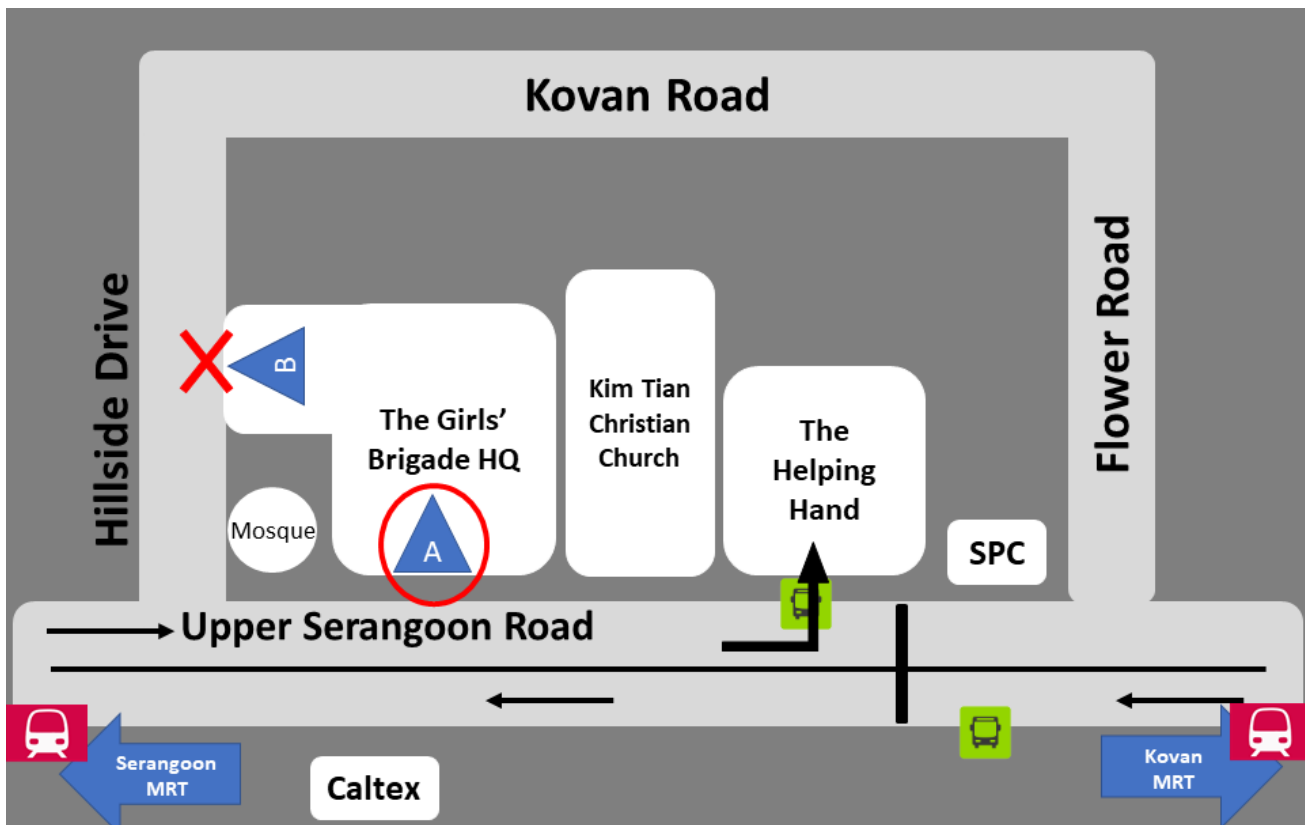 Kovan Road
Hillside Drive
Flower Road
B
The Girls’
Brigade HQ
A
Mosque
Kim Tian
Christian
Church
The
Helping
Hand
SPC
Upper Serangoon Road
Serangoon
MRT
Caltex
Kovan
MRT